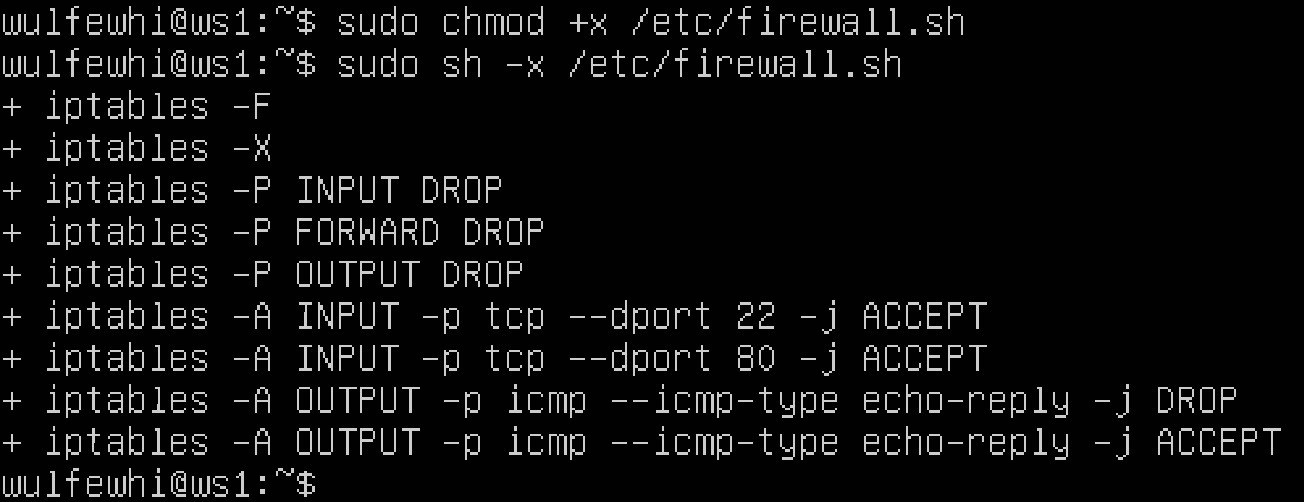 wulfewhi@ws1:~$ sudo chmod +x /etc/firewall.sh
wulfewhi@ws1:~$ sudo sh -x /etc/firewall.sh
+ iptables -F
+ iptables -X
+ iptables -P INPUT DROP
+ iptables -P FORWARD DROP
+ iptables -P OUTPUT DROP
+ iptables -A INPUT -p tcp --dport 22 -j ACCEPT
+ iptables -A INPUT -p tcp --dport 80 -j ACCEPT
+ iptables -A OUTPUT -p icmp --icmp-type echo-reply -j DROP
+ iptables -A OUTPUT -p icmp --icmp-type echo-reply -j ACCEPT
wulfewhi@ws1:~$